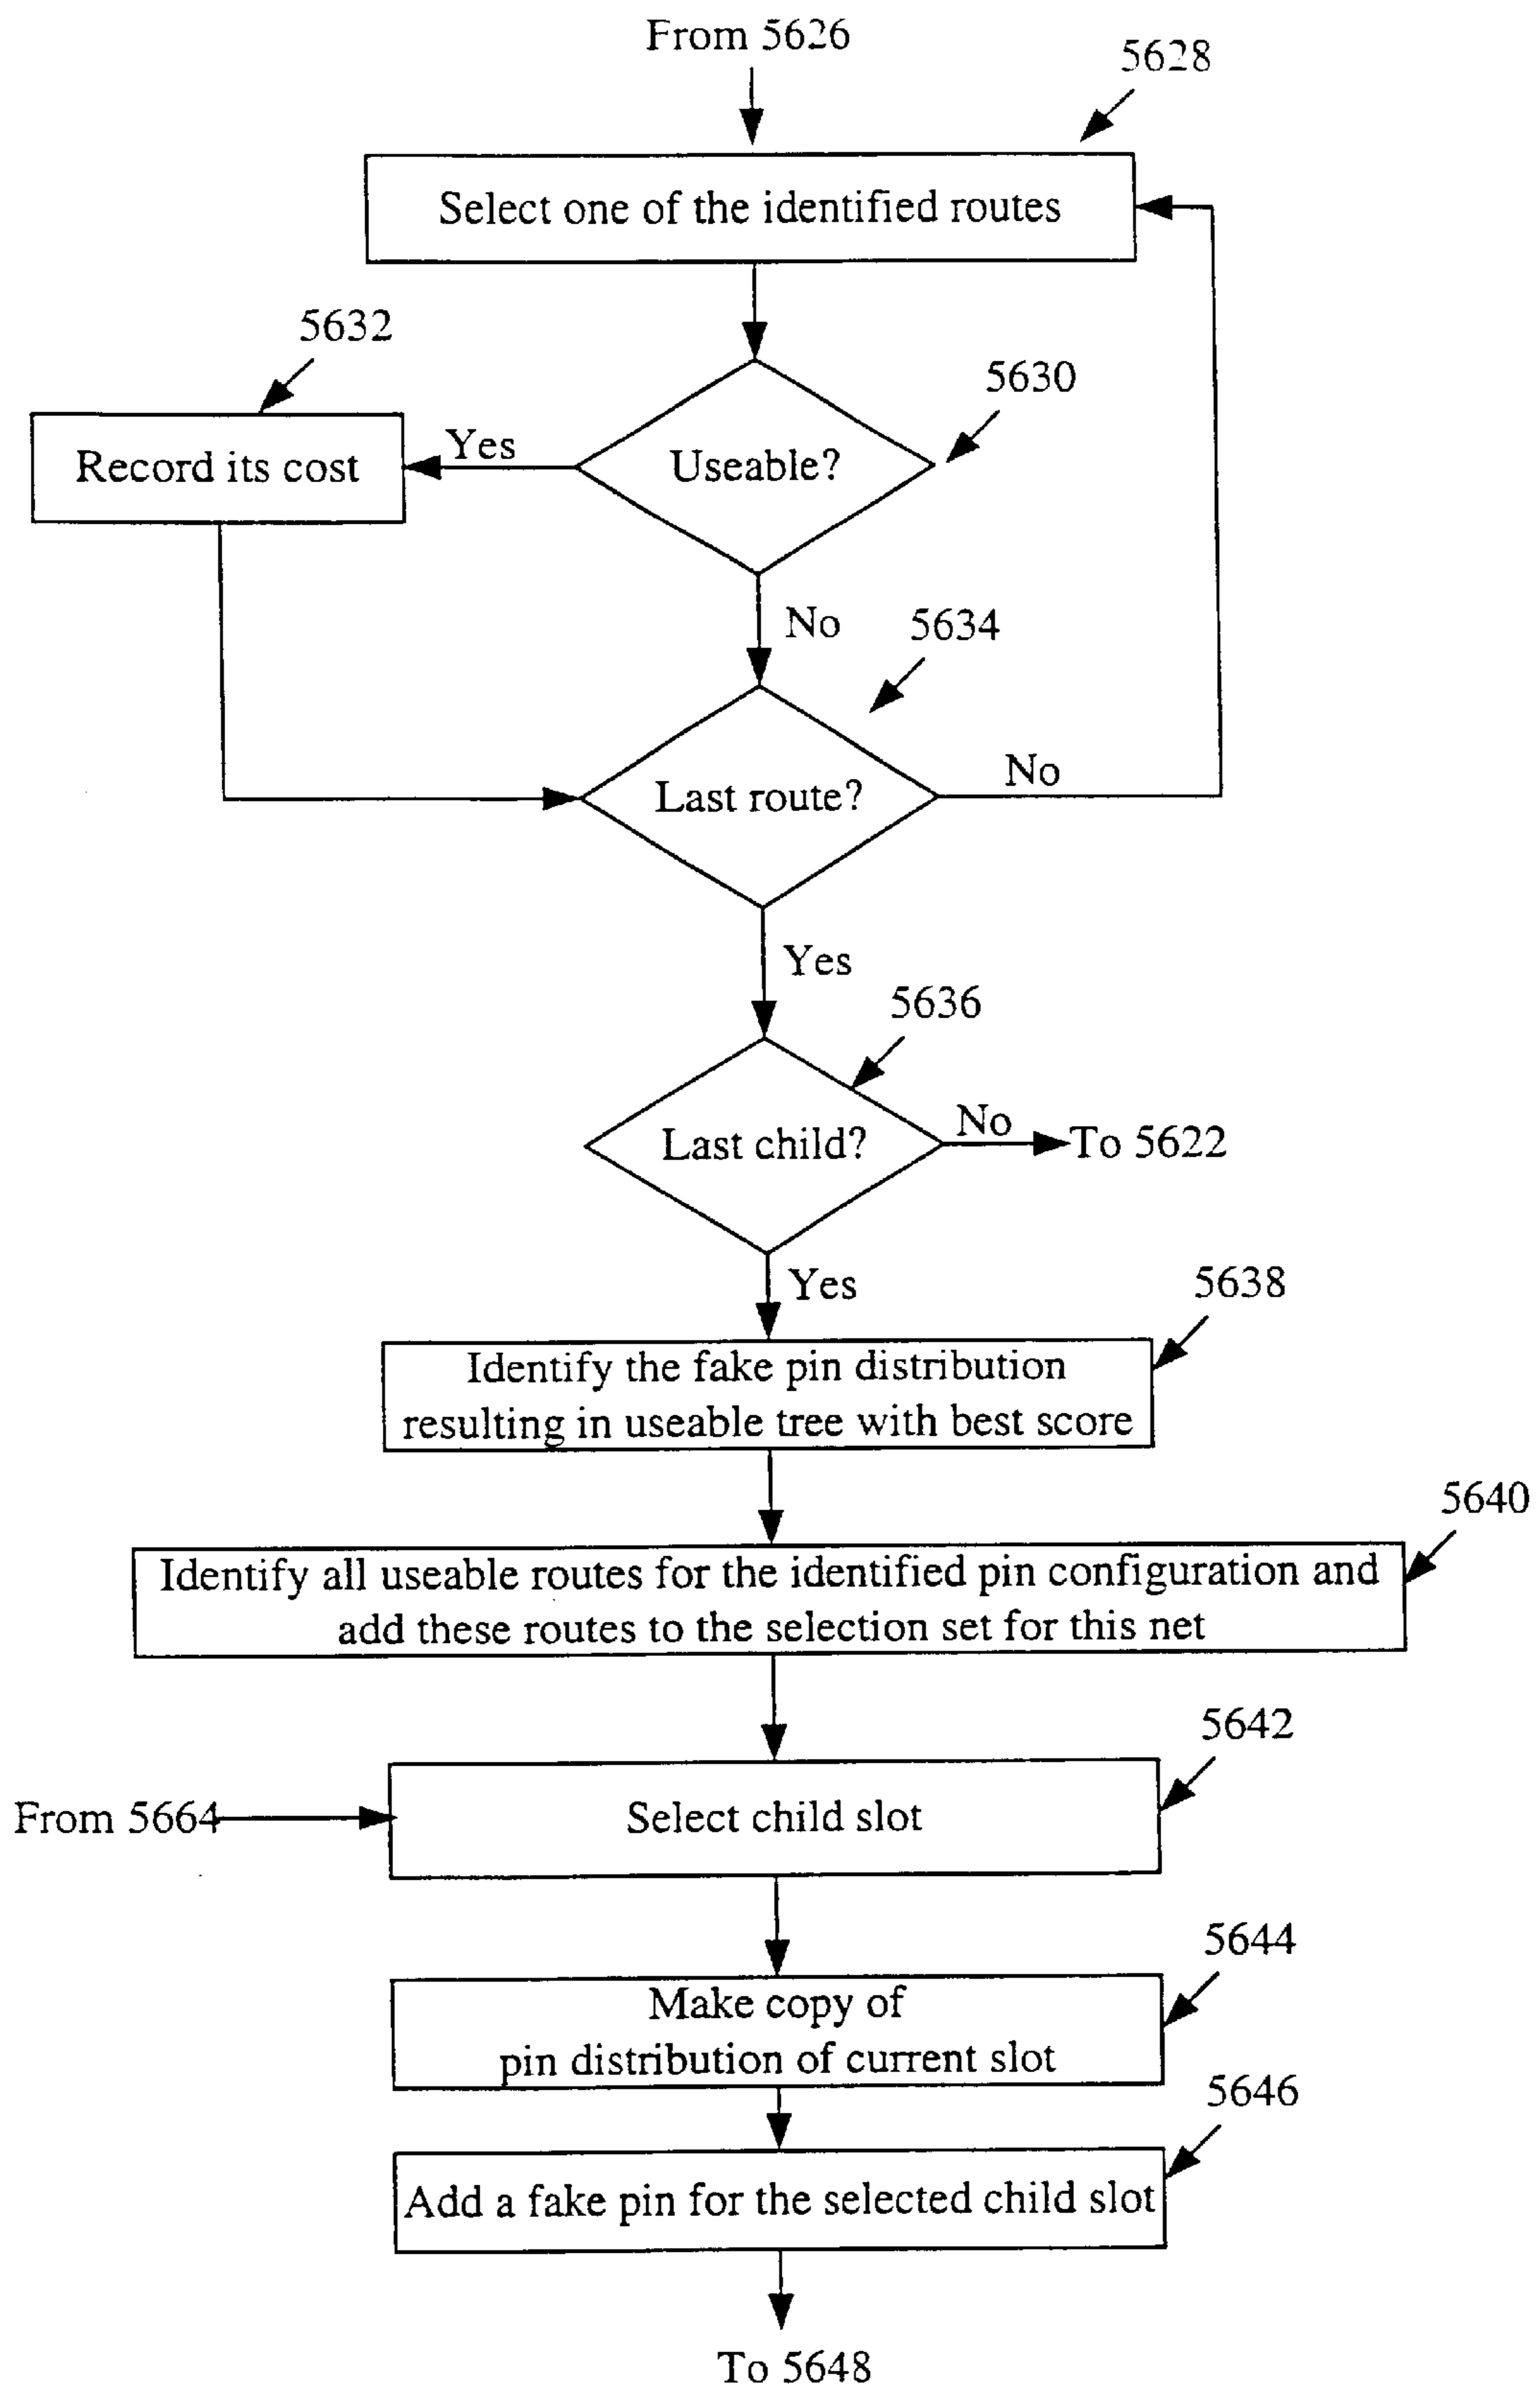 From 5626
5628
Select one of the identified routes
5632
5630
Record its cost
Yes
Useable?
No
5634
Last route?
No
Yes
5636
Last child?
No
To 5622
Yes
5638
Identify the fake pin distribution
resulting in useable tree with best score
5640
Identify all useable routes for the identified pin configuration and
add these routes to the selection set for this net
5642
From 5664
Select child slot
5644
Make copy of
pin distribution of current slot
5646
Add a fake pin for the selected child slot
To 5648